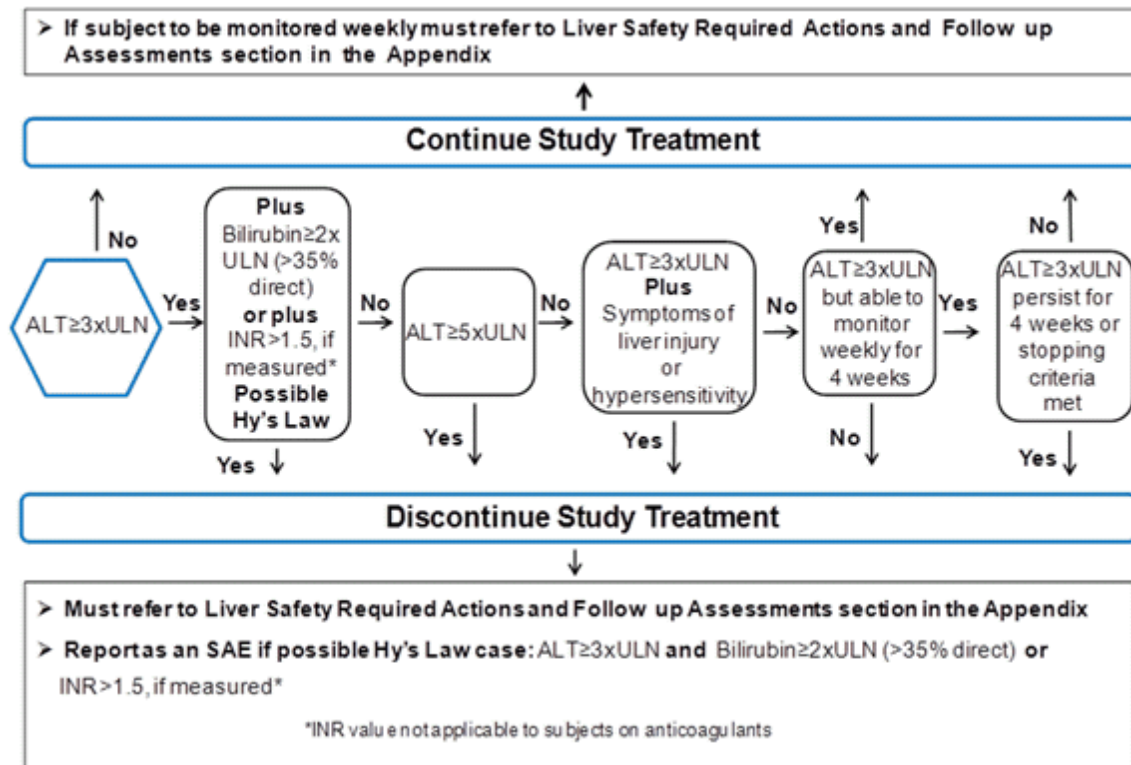 ➢ If subject to be monitored weekly must refer to Liver Safety Required Actions and Follow up
Assessments section in the Appendix
Continue Study Treatment
No
ALT≥3xULN
Yes
Plus
Bilirubin≥2x
ULN (>35%
direct)
or plus
INR>1.5, if
measured*
Possible
Hy's Law
Yes
No
ALT≥5xULN
Yes
No
ALT≥3xULN
Plus
Symptoms of
liver injury
or
hypersensitivity
Yes
No
Yes
ALT≥3xULN
but able to
monitor
weekly for
4 weeks
No
Yes
No
ALT≥3xULN
persist for
4 weeks or
stopping
criteria
met
Yes
Discontinue Study Treatment
➢ Must refer to Liver Safety Required Actions and Follow up Assessments section in the Appendix
➢ Report as an SAE if possible Hy's Law case: ALT≥3xULN and Bilirubin≥2xULN (>35% direct) or
INR>1.5, if measured*
*INR value not applicable to subjects on anticoagulants